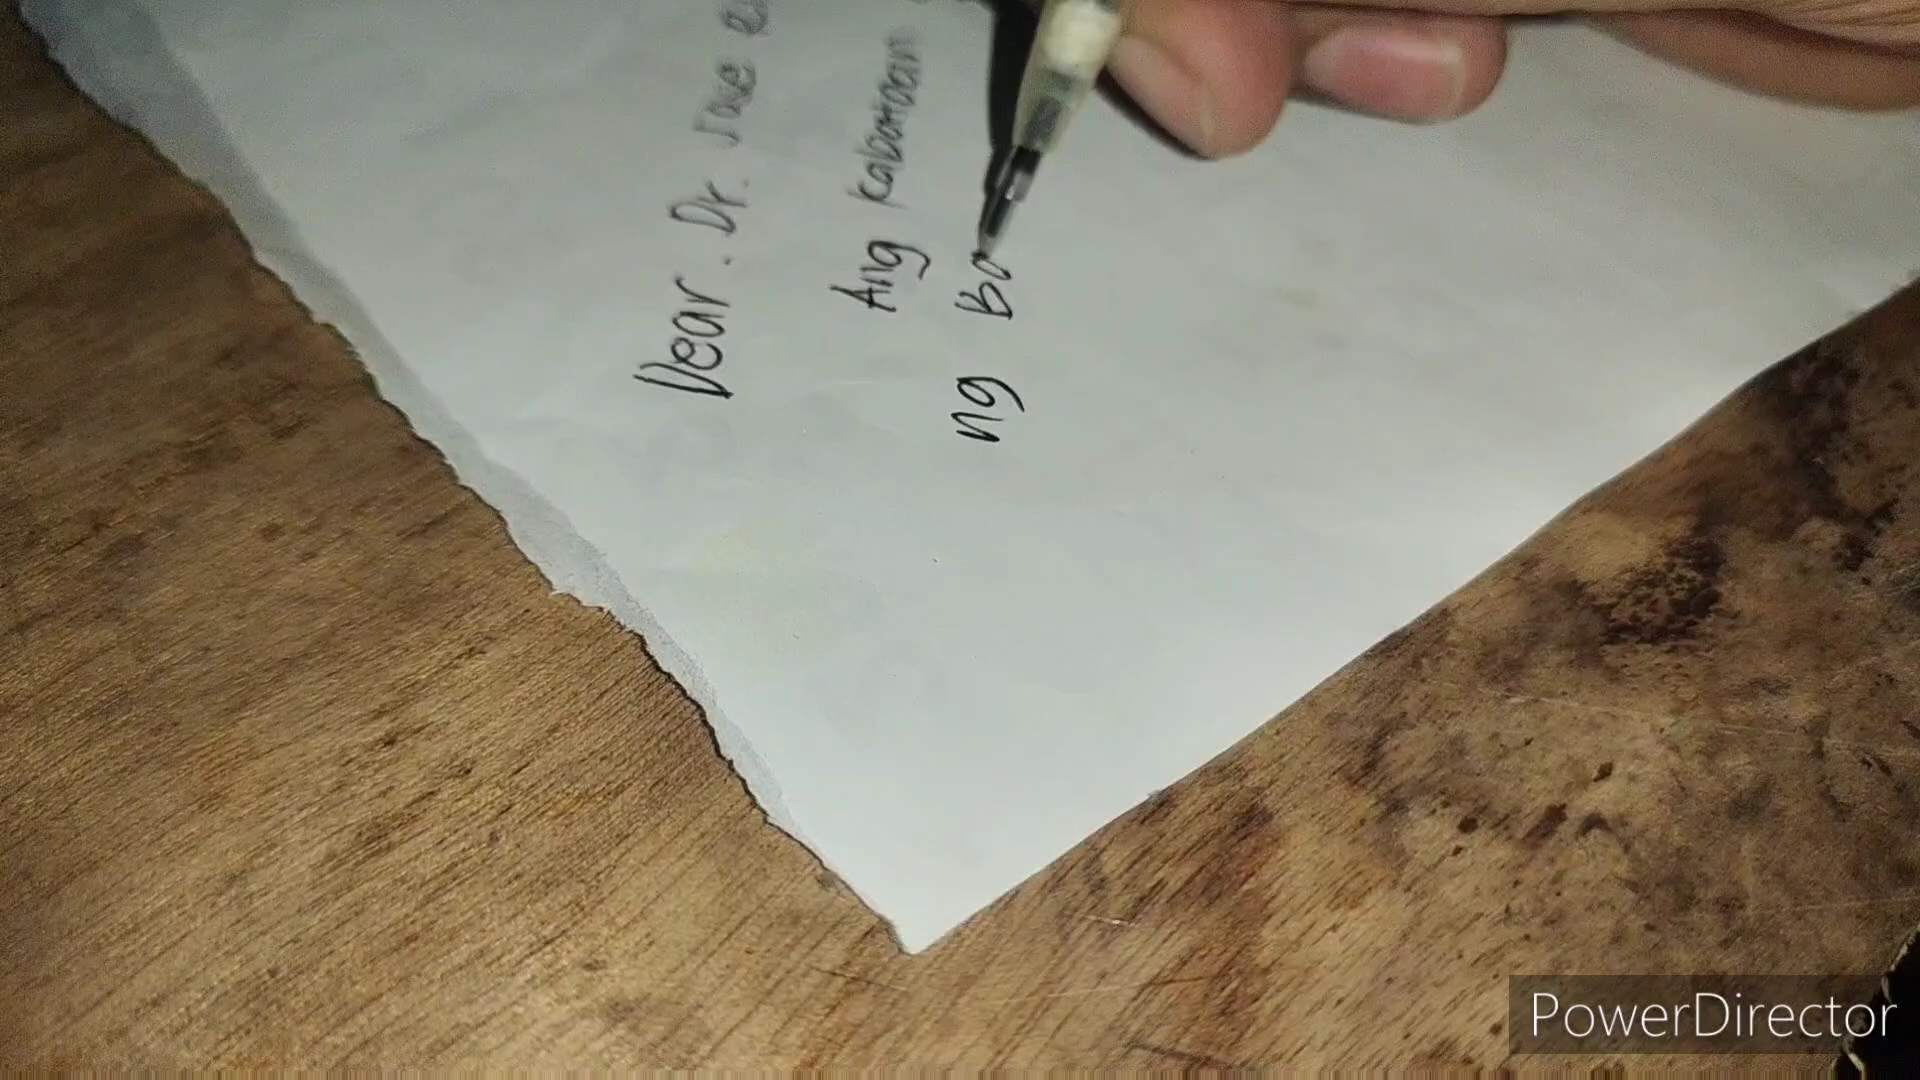 Dear. Dr. Jose
Ang Kabataan
ng Ba
PowerDirector